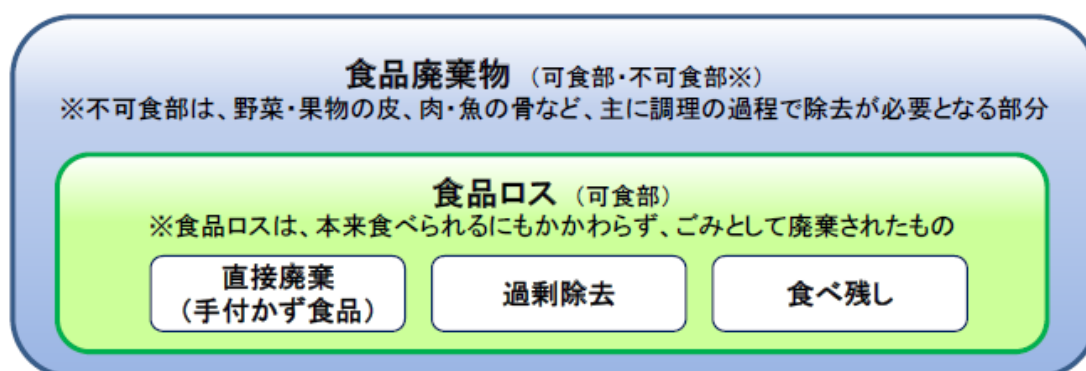 食品廃棄物 （可食部・不可食部※）
※不可食部は、野菜・果物の皮、肉・魚の骨など、主に調理の過程で除去が必要となる部分
食品ロス （可食部）
※食品ロスは、本来食べられるにもかかわらず、ごみとして廃棄されたもの
直接廃棄
（手付かず食品）
過剰除去
食べ残し